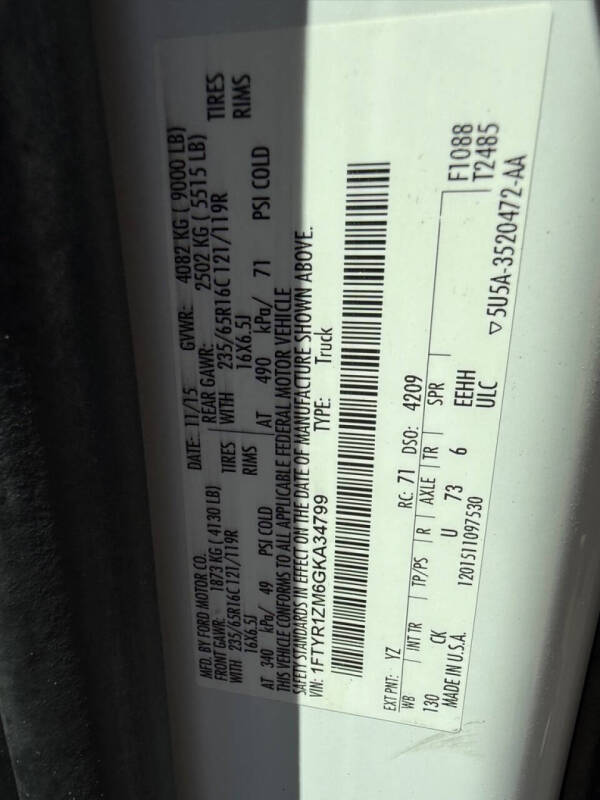 MFD. BY FORD MOTOR CO. DATE: 11/15 GVWR: 4082 KG ( 9000 LB)
FRONT GAWR: 1873 KG ( 4130 LB) REAR GAWR: 2502 KG ( 5515 LB)
WITH 235/65R16C 121/119R TIRES WITH 235/65R16C 121/119R TIRES
16X6.5J RIMS 16X6.5J RIMS
AT 340 kPa/ 49 PSI COLD AT 490 kPa/ 71 PSI COLD
THIS VEHICLE CONFORMS TO ALL APPLICABLE FEDERAL MOTOR VEHICLE
SAFETY STANDARDS IN EFFECT ON THE DATE OF MANUFACTURE SHOWN ABOVE.
VIN: 1FTYR1ZM6GKA34799 TYPE: Truck
F1088
T2485
EXT PNT: YZ RC: 71 DSO: 4209
WB INT TR TP/PS R AXLE TR SPR
130 CK U 73 6 EEHH
MADE IN U.S.A. 1201511097530 ULC
▽5U5A-3520472-AA